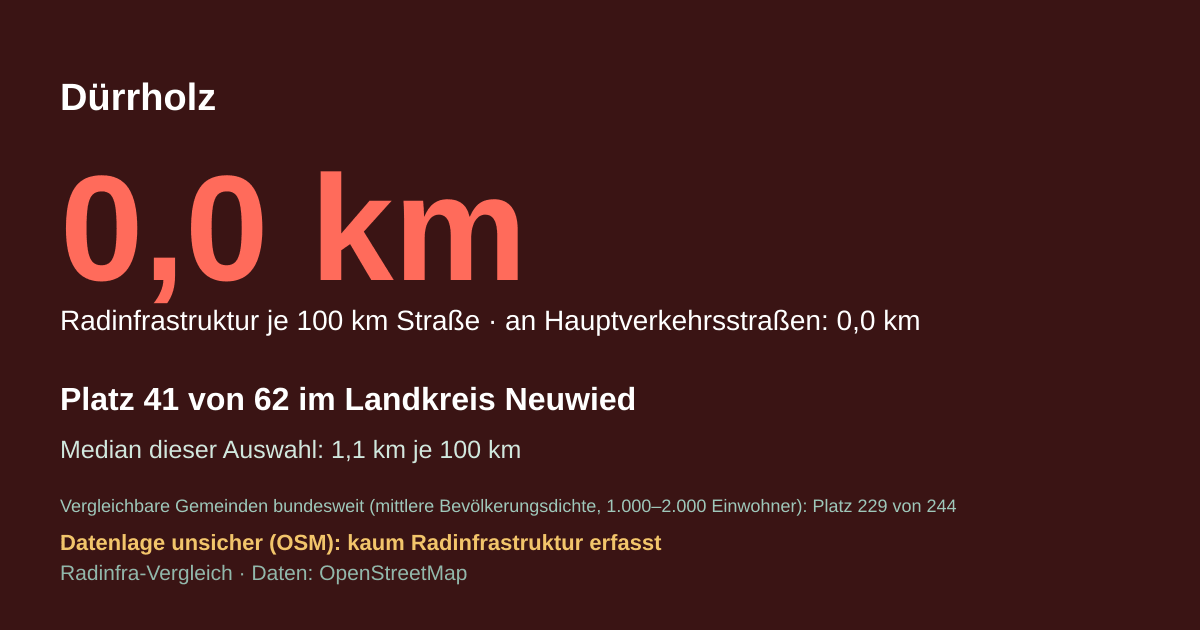 Dürrholz
0,0 km
Radinfrastruktur je 100 km Straße · an Hauptverkehrsstraßen: 0,0 km
Platz 41 von 62 im Landkreis Neuwied
Median dieser Auswahl: 1,1 km je 100 km
Vergleichbare Gemeinden bundesweit (mittlere Bevölkerungsdichte, 1.000–2.000 Einwohner): Platz 229 von 244
Datenlage unsicher (OSM): kaum Radinfrastruktur erfasst
Radinfra-Vergleich · Daten: OpenStreetMap